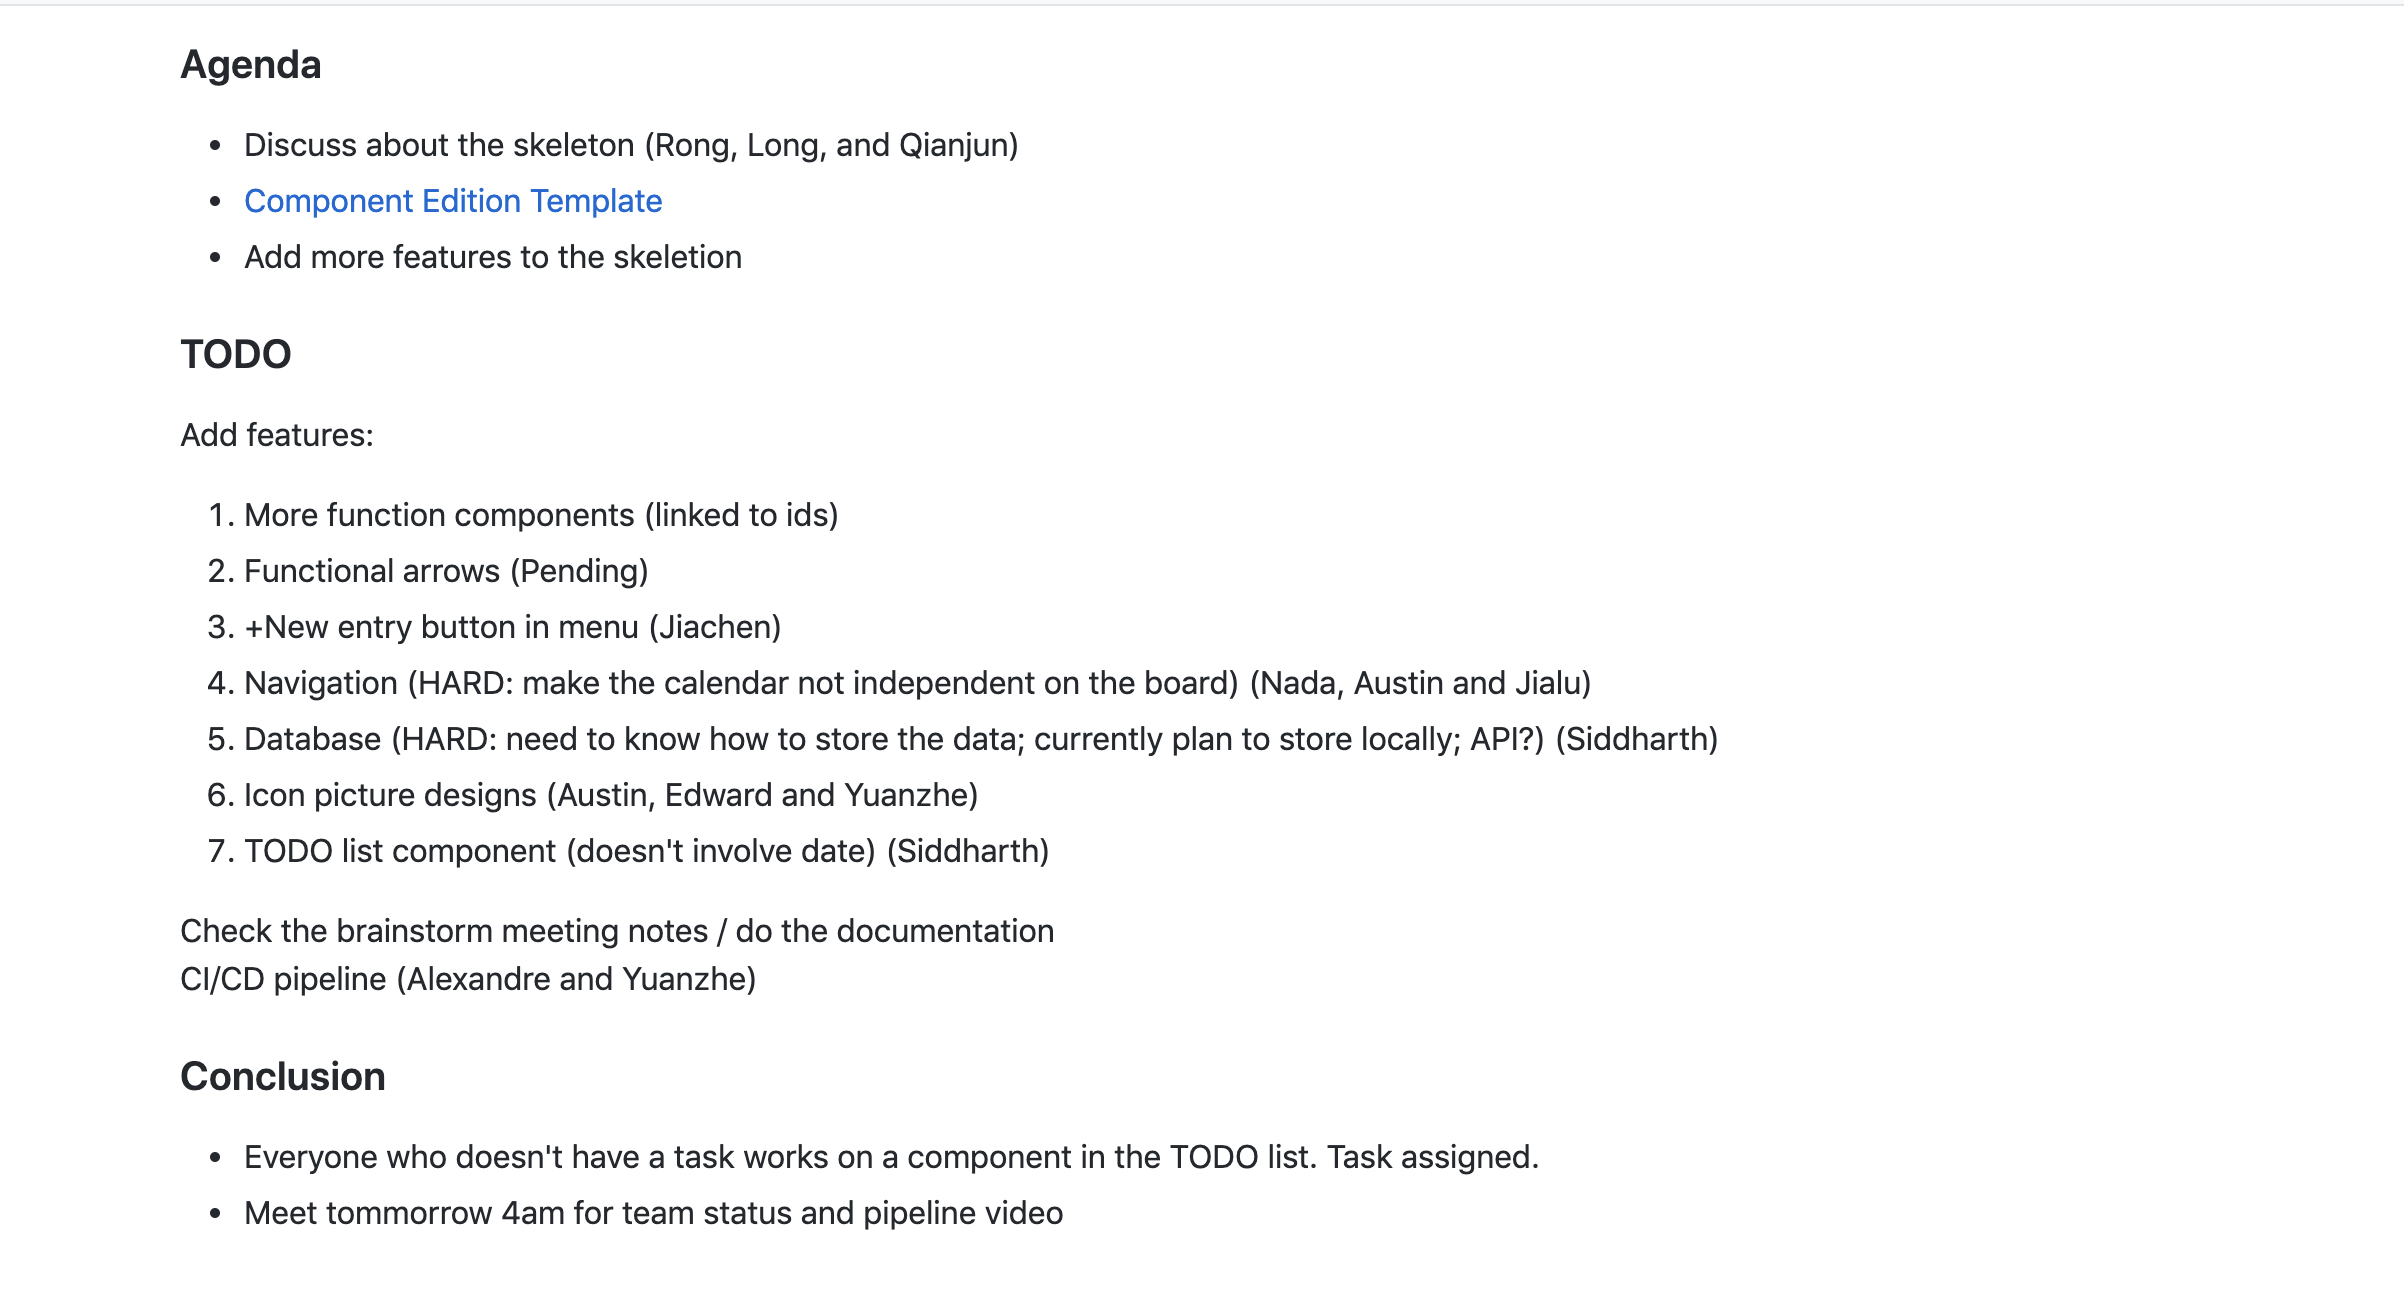 Agenda
• Discuss about the skeleton (Rong, Long, and Qianjun)
• Component Edition Template
• Add more features to the skeletion
TODO
Add features:
1. More function components (linked to ids)
2. Functional arrows (Pending)
3. +New entry button in menu (Jiachen)
4. Navigation (HARD: make the calendar not independent on the board) (Nada, Austin and Jialu)
5. Database (HARD: need to know how to store the data; currently plan to store locally; API?) (Siddharth)
6. Icon picture designs (Austin, Edward and Yuanzhe)
7. TODO list component (doesn't involve date) (Siddharth)
Check the brainstorm meeting notes / do the documentation
CI/CD pipeline (Alexandre and Yuanzhe)
Conclusion
• Everyone who doesn't have a task works on a component in the TODO list. Task assigned.
• Meet tommorrow 4am for team status and pipeline video